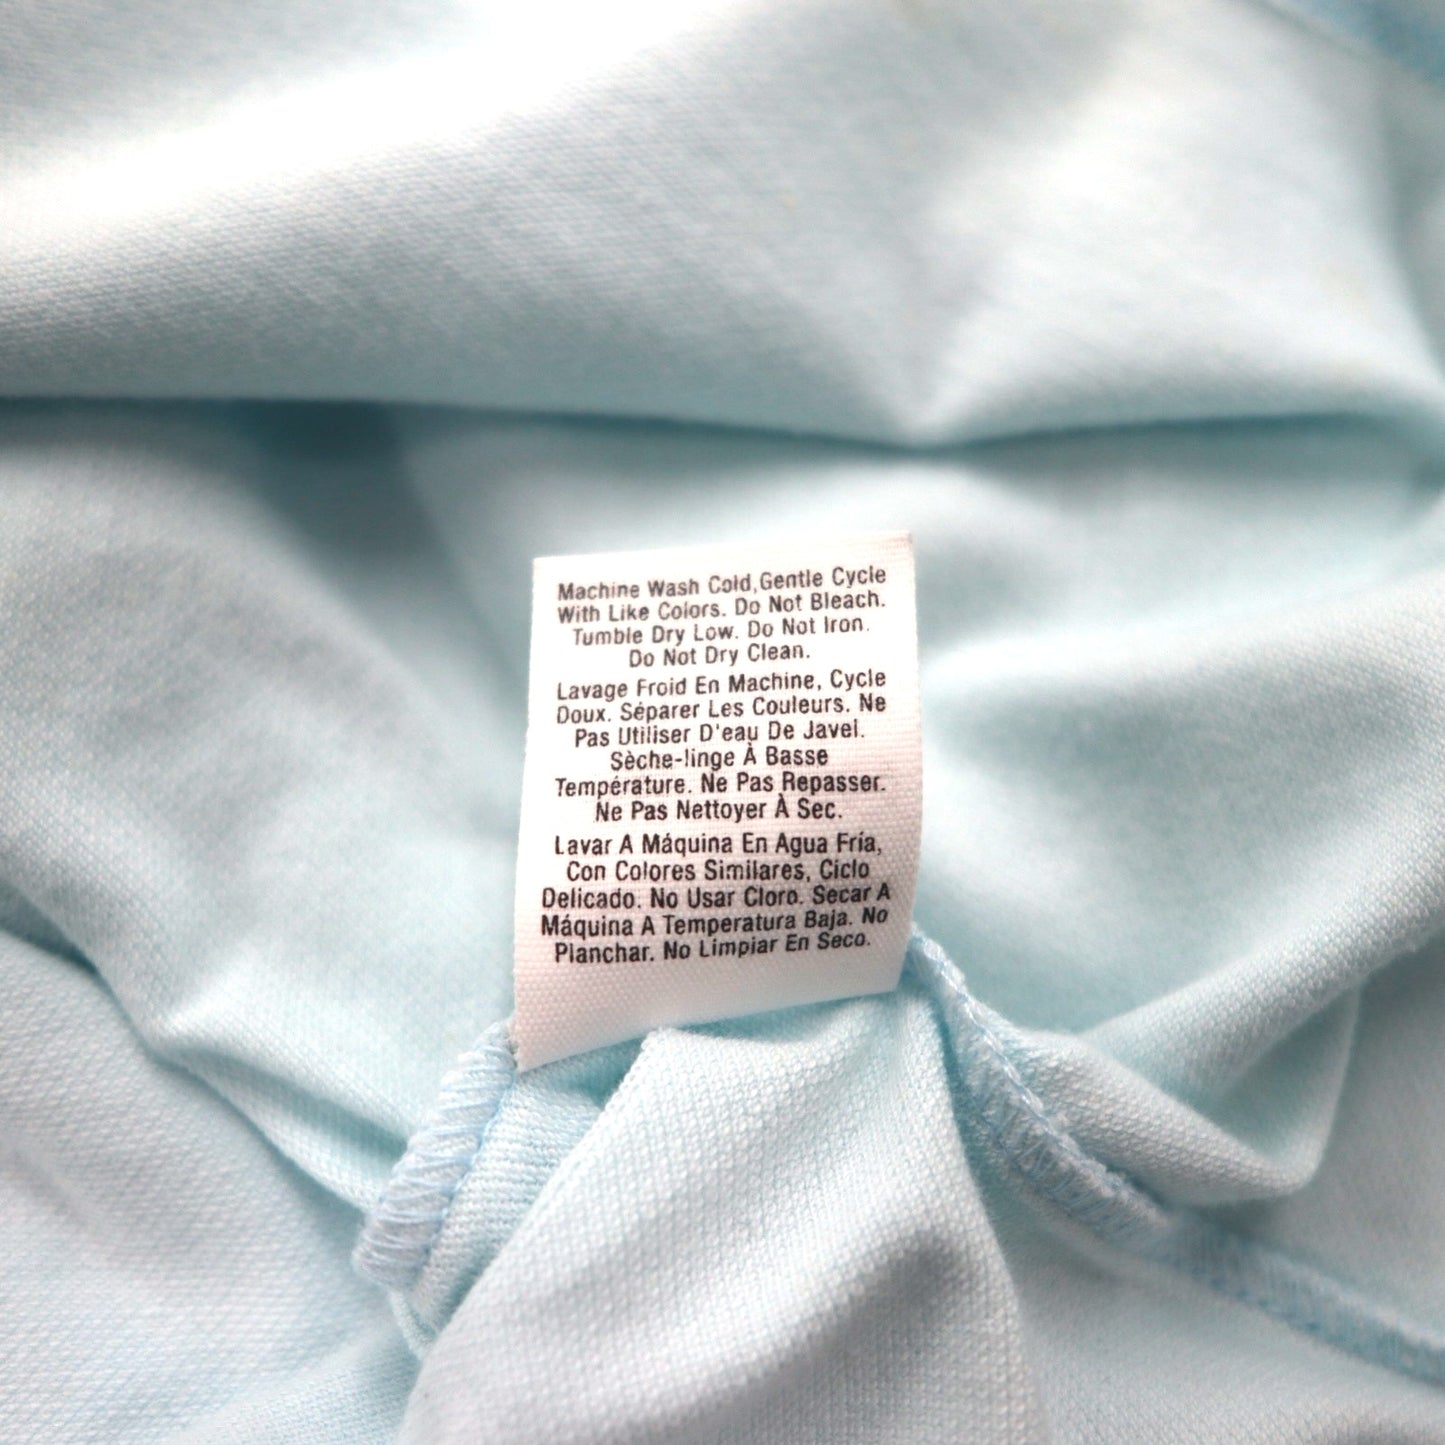 Machine Wash Cold,Gentle Cycle
With Like Colors. Do Not Bleach.
Tumble Dry Low. Do Not Iron.
Do Not Dry Clean.
Lavage Froid En Machine, Cycle
Doux. Séparer Les Couleurs. Ne
Pas Utiliser D'eau De Javel.
Sèche-linge À Basse
Température. Ne Pas Repasser.
Ne Pas Nettoyer À Sec.
Lavar A Máquina En Agua Fría,
Con Colores Similares, Ciclo
Delicado. No Usar Cloro. Secar A
Máquina A Temperatura Baja. No
Planchar. No Limpiar En Seco.